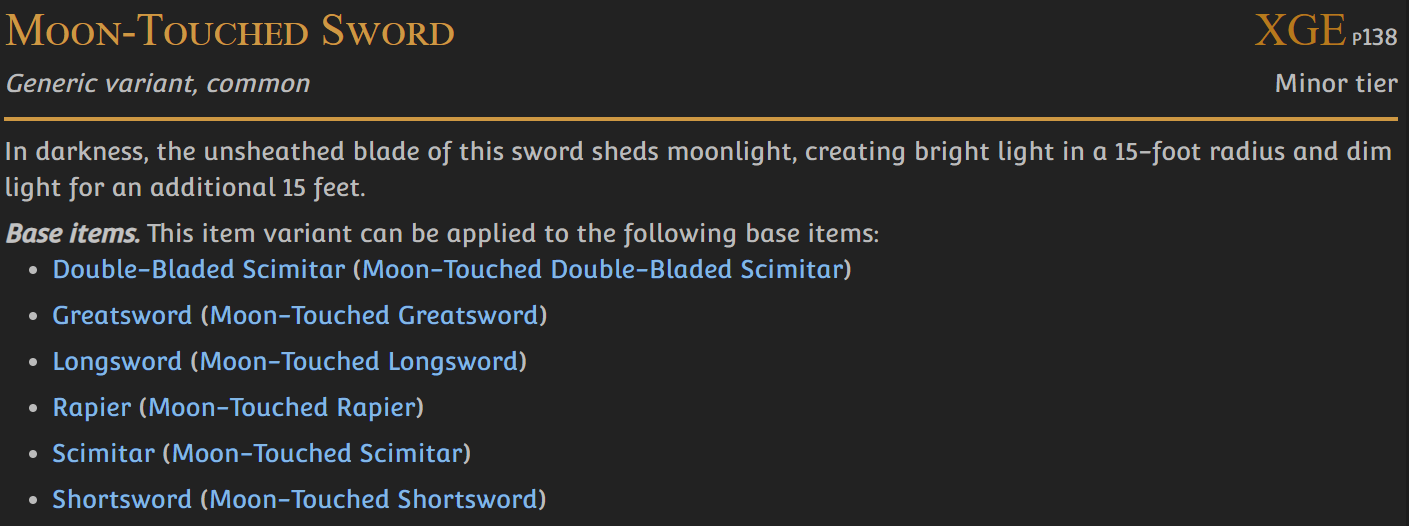 Moon-Touched Sword XGE P138
Generic variant, common Minor tier
In darkness, the unsheathed blade of this sword sheds moonlight, creating bright light in a 15-foot radius and dim
light for an additional 15 feet.
Base items. This item variant can be applied to the following base items:
• Double-Bladed Scimitar (Moon-Touched Double-Bladed Scimitar)
• Greatsword (Moon-Touched Greatsword)
• Longsword (Moon-Touched Longsword)
• Rapier (Moon-Touched Rapier)
• Scimitar (Moon-Touched Scimitar)
• Shortsword (Moon-Touched Shortsword)